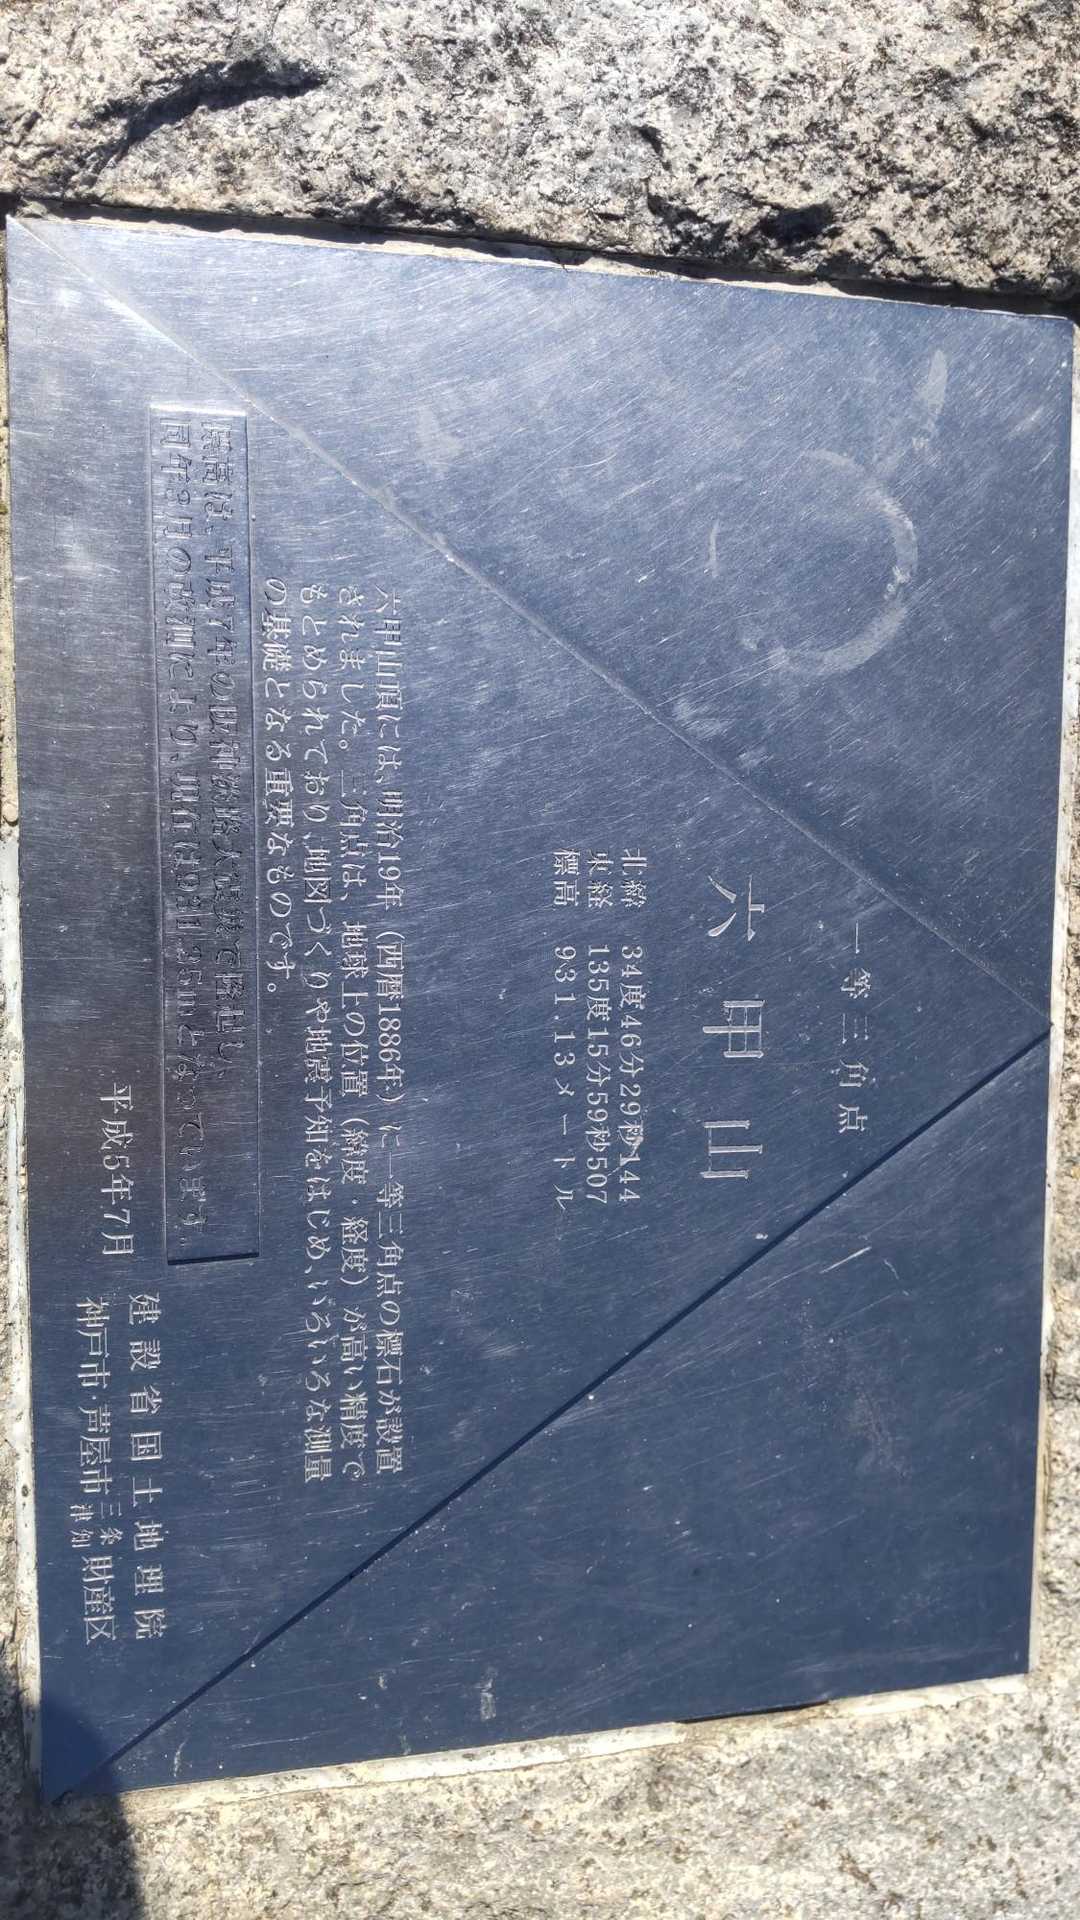 一等三角点
六甲山
北緯 34度46分29秒144
東経 135度15分59秒507
標高 931.13メートル
六甲山頂には、明治19年（西暦1886年）に一等三角点の標石が設置
されました。三角点は、地球上の位置（緯度・経度）が高い精度で
もとめられており、地図づくりや地震予知をはじめ、いろいろな測量
の基礎となる重要なものです。
標高は、平成7年の阪神淡路大震災で隆起し、
同年3月の改測により、現在は931.25mとなっています。
平成5年7月
建設省国土地理院
神戸市・芦屋市三条津知財産区